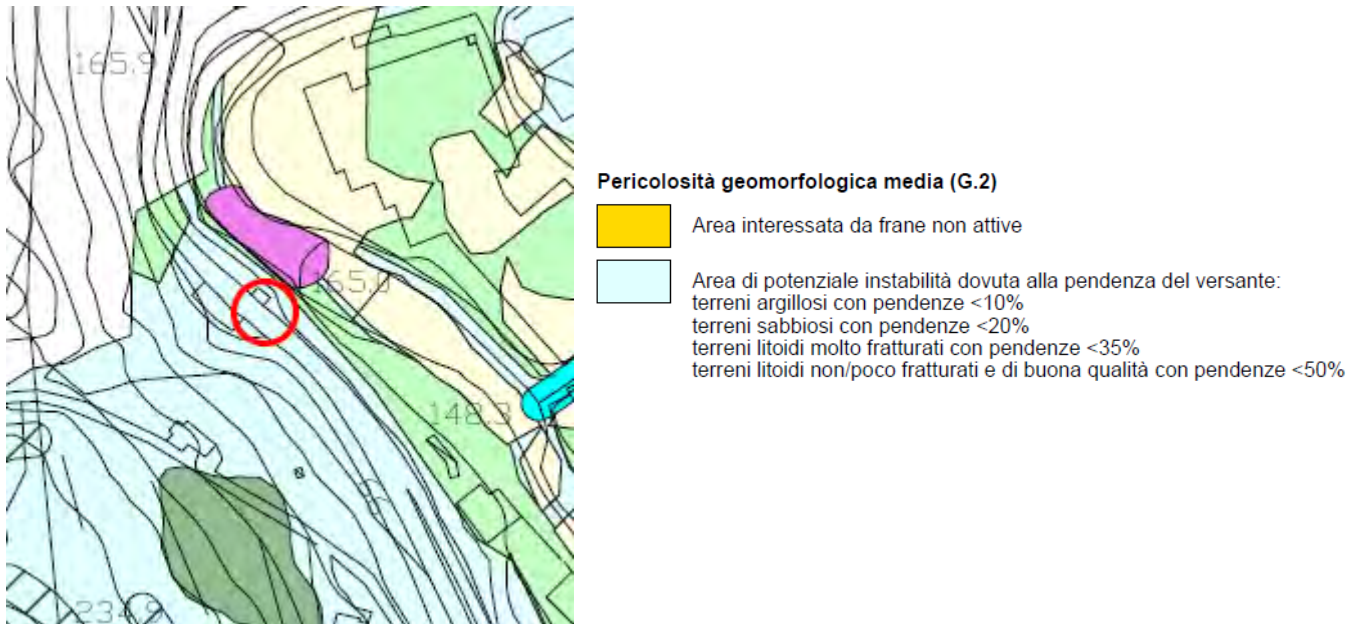 165.9
165.0
148.3
234.9
Pericolosità geomorfologica media (G.2)
Area interessata da frane non attive
Area di potenziale instabilità dovuta alla pendenza del versante:
terreni argillosi con pendenze <10%
terreni sabbiosi con pendenze <20%
terreni litoidi molto fratturati con pendenze <35%
terreni litoidi non/poco fratturati e di buona qualità con pendenze <50%